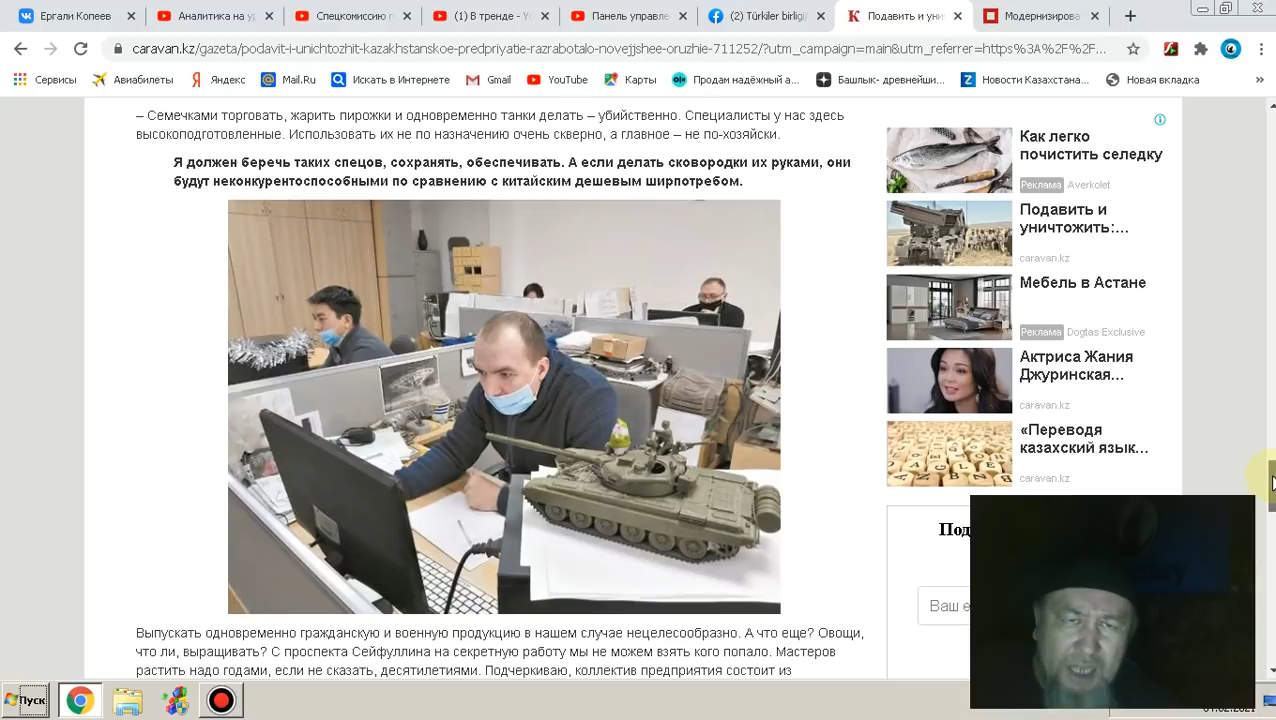 Ергали Копеев
Аналитика на
Спецкомиссию
(1) В тренде - Yo
Панель управле
(2) Türkiler birligi/
Подавить и уни
Модернизирова
caravan.kz/gazeta/podavit-i-unichtozhit-kazakhstanskoe-predpriyatie-razrabotalo-novejjshee-oruzhie-711252/?utm_campaign=main&utm_referrer=https%3A%2F%2F...
Сервисы
Авиабилеты
Яндекс
Mail.Ru
Искать в Интернете
Gmail
YouTube
Карты
Продам надёжный а...
Башлык- древнейши...
Новости Казахстана...
Новая вкладка
»
– Семечками торговать, жарить пирожки и одновременно танки делать – убийственно. Специалисты у нас здесь
высокоподготовленные. Использовать их не по назначению очень скверно, а главное – не по-хозяйски.
Я должен беречь таких спецов, сохранять, обеспечивать. А если делать сковородки их руками, они
будут неконкурентоспособными по сравнению с китайским дешевым ширпотребом.
Выпускать одновременно гражданскую и военную продукцию в нашем случае нецелесообразно. А что еще? Овощи,
что ли, выращивать? С проспекта Сейфуллина на секретную работу мы не можем взять кого попало. Мастеров
растить надо годами, если не сказать, десятилетиями. Подчеркиваю, коллектив предприятия состоит из
Как легко
почистить селедку
Реклама Averkolet
Подавить и
уничтожить:...
caravan.kz
Мебель в Астане
Реклама Dogtas Exclusive
Актриса Жания
Джуринская...
caravan.kz
«Переводя
казахский язык...
caravan.kz
Под
Ваш e
Пуск